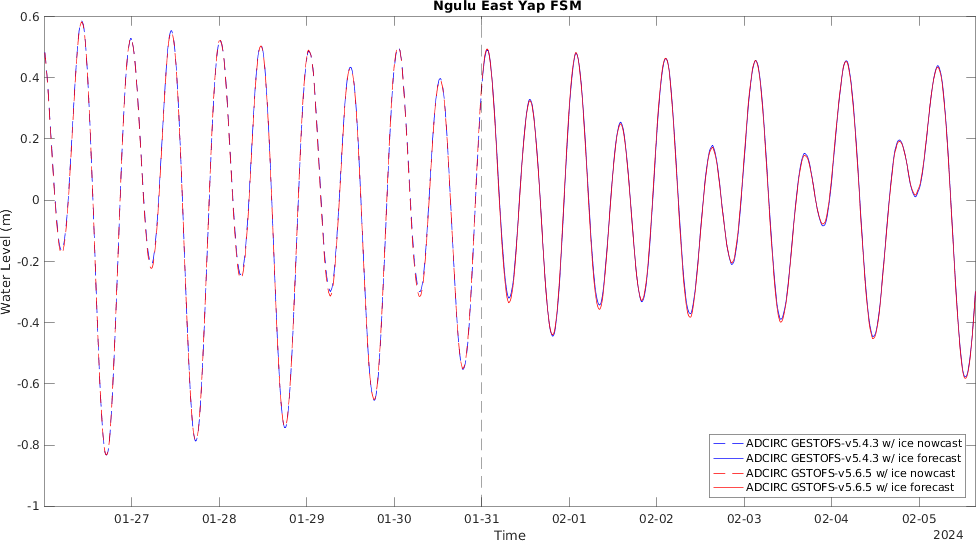 Ngulu East Yap FSM
0.6
0.4
0.2
0
-0.2
-0.4
-0.6
-0.8
-1
Water Level (m)
ADCIRC GESTOFS-v5.4.3 w/ ice nowcast
ADCIRC GESTOFS-v5.4.3 w/ ice forecast
ADCIRC GSTOFS-v5.6.5 w/ ice nowcast
ADCIRC GSTOFS-v5.6.5 w/ ice forecast
01-27 01-28 01-29 01-30 01-31 02-01 02-02 02-03 02-04 02-05
Time
2024